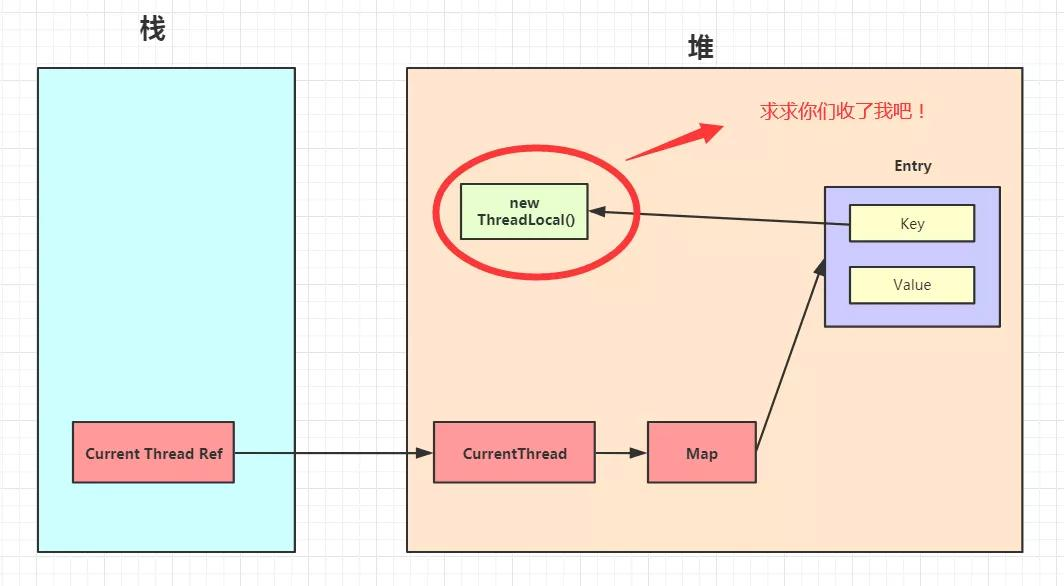 栈
堆
求求你们收了我吧！
Entry
new
ThreadLocal()
Key
Value
Current Thread Ref
CurrentThread
Map